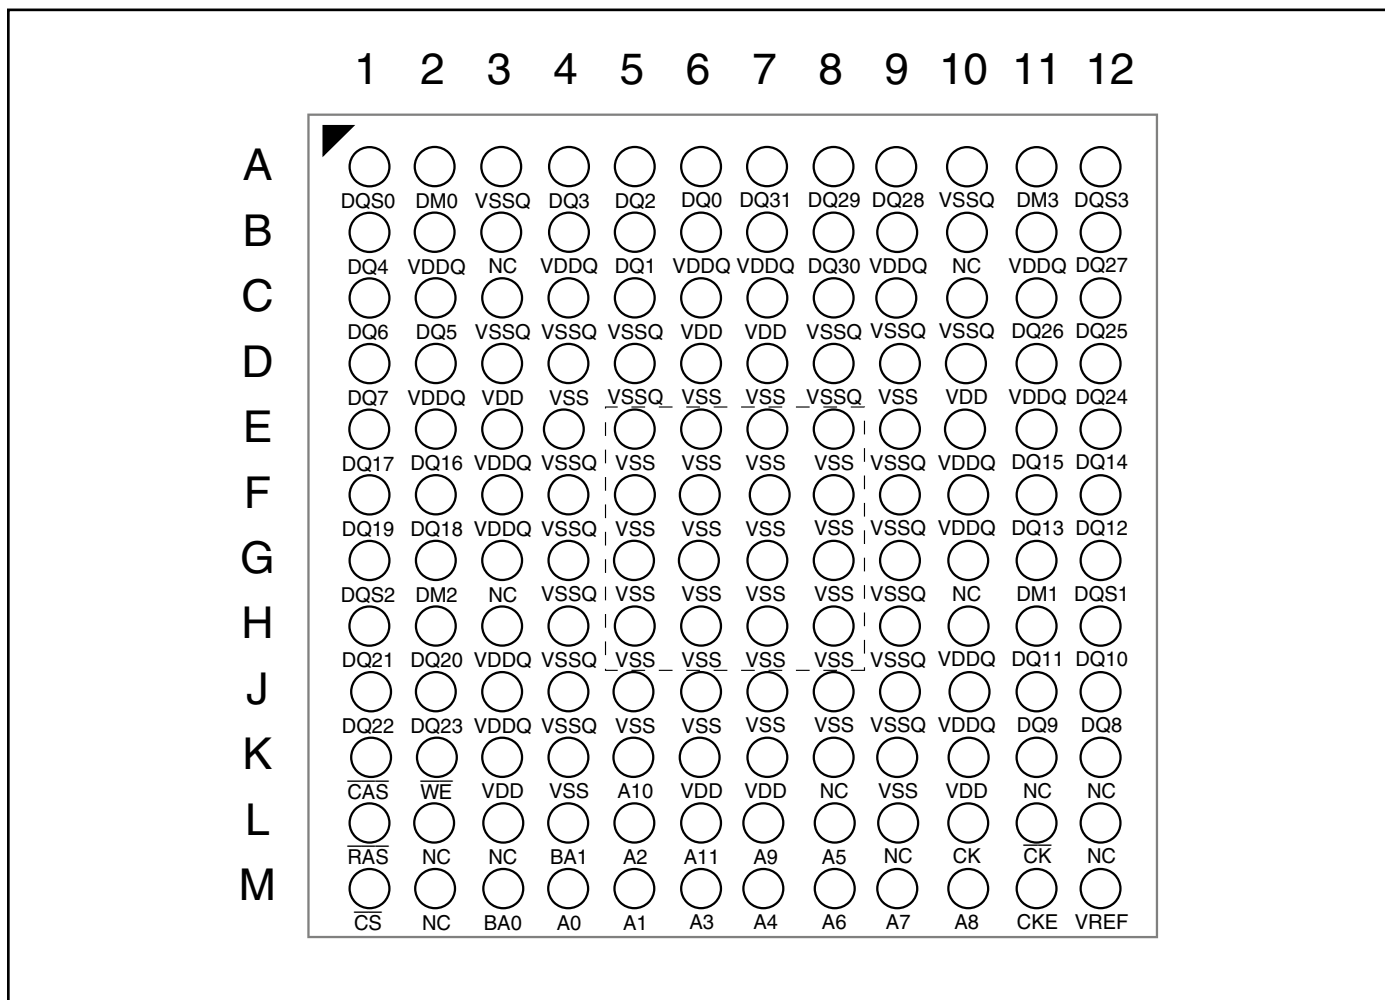 1 2 3 4 5 6 7 8 9 10 11 12
A
DQS0 DM0 VSSQ DQ3 DQ2 DQ0 DQ31 DQ29 DQ28 VSSQ DM3 DQS3
B
DQ4 VDDQ NC VDDQ DQ1 VDDQ VDDQ DQ30 VDDQ NC VDDQ DQ27
C
DQ6 DQ5 VSSQ VSSQ VSSQ VDD VDD VSSQ VSSQ VSSQ DQ26 DQ25
D
DQ7 VDDQ VDD VSS VSSQ VSS VSS VSSQ VSS VDD VDDQ DQ24
E
DQ17 DQ16 VDDQ VSSQ VSS VSS VSS VSS VSSQ VDDQ DQ15 DQ14
F
DQ19 DQ18 VDDQ VSSQ VSS VSS VSS VSS VSSQ VDDQ DQ13 DQ12
G
DQS2 DM2 NC VSSQ VSS VSS VSS VSS VSSQ NC DM1 DQS1
H
DQ21 DQ20 VDDQ VSSQ VSS VSS VSS VSS VSSQ VDDQ DQ11 DQ10
J
DQ22 DQ23 VDDQ VSSQ VSS VSS VSS VSS VSSQ VDDQ DQ9 DQ8
K
C̅A̅S̅ W̅E̅ VDD VSS A10 VDD VDD NC VSS VDD NC NC
L
R̅A̅S̅ NC NC BA1 A2 A11 A9 A5 NC CK C̅K̅ NC
M
C̅S̅ NC BA0 A0 A1 A3 A4 A6 A7 A8 CKE VREF